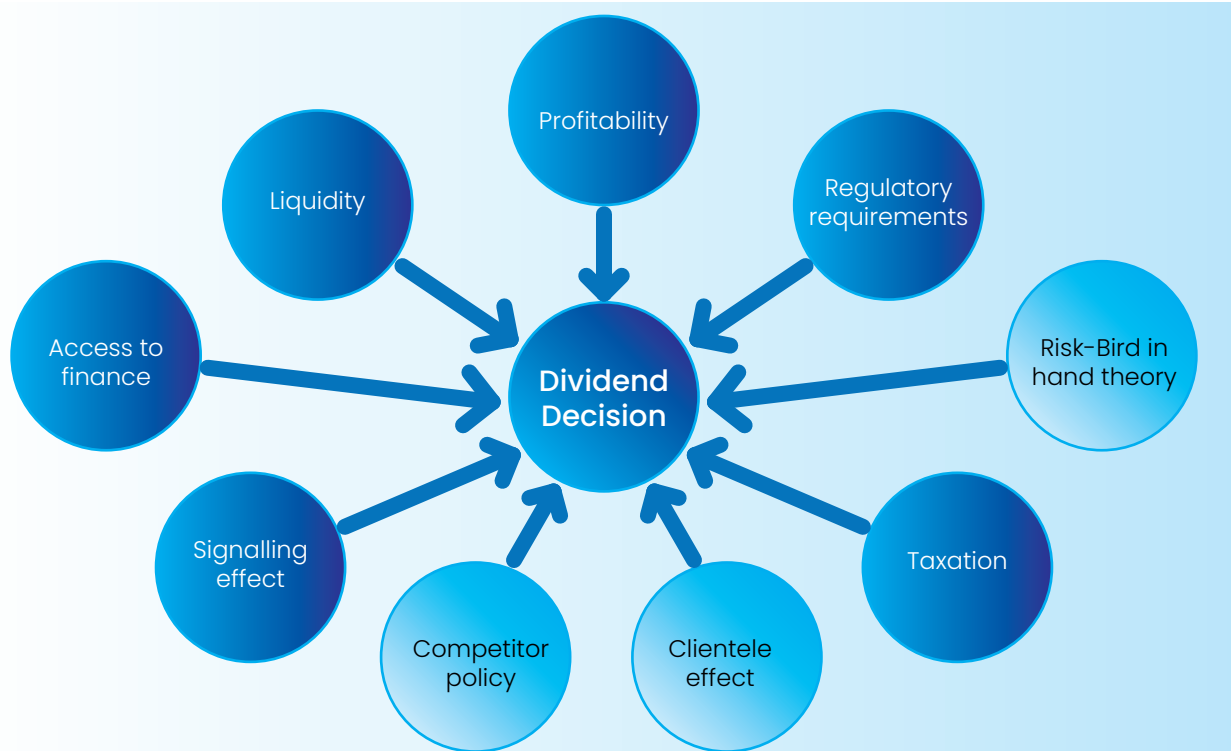 Profitability
Liquidity
Regulatory
requirements
Access to
finance
Risk-Bird in
hand theory
Dividend
Decision
Signalling
effect
Taxation
Competitor
policy
Clientele
effect